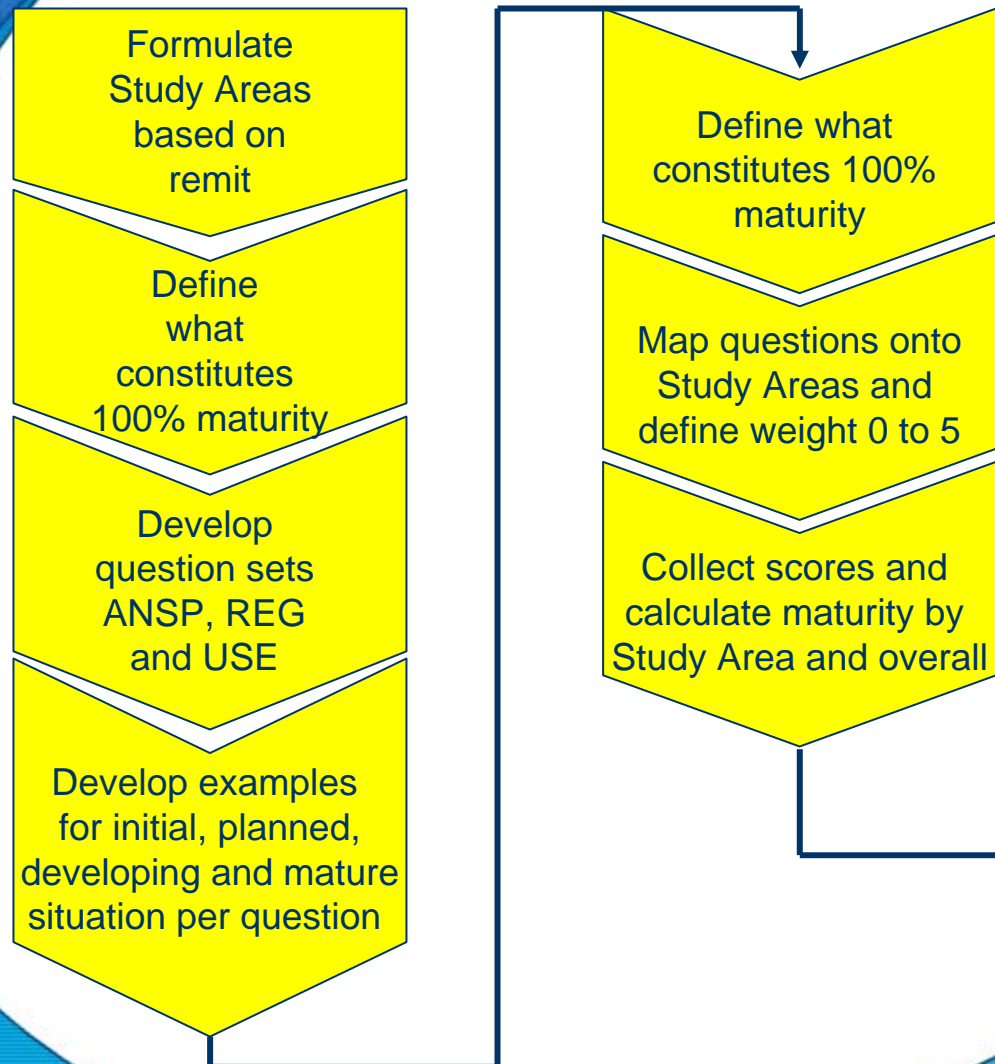 Formulate
Study Areas
based on
remit
Define
what
constitutes
100% maturity
Develop
question sets
ANSP, REG
and USE
Develop examples
for initial, planned,
developing and mature
situation per question
Define what
constitutes 100%
maturity
Map questions onto
Study Areas and
define weight 0 to 5
Collect scores and
calculate maturity by
Study Area and overall